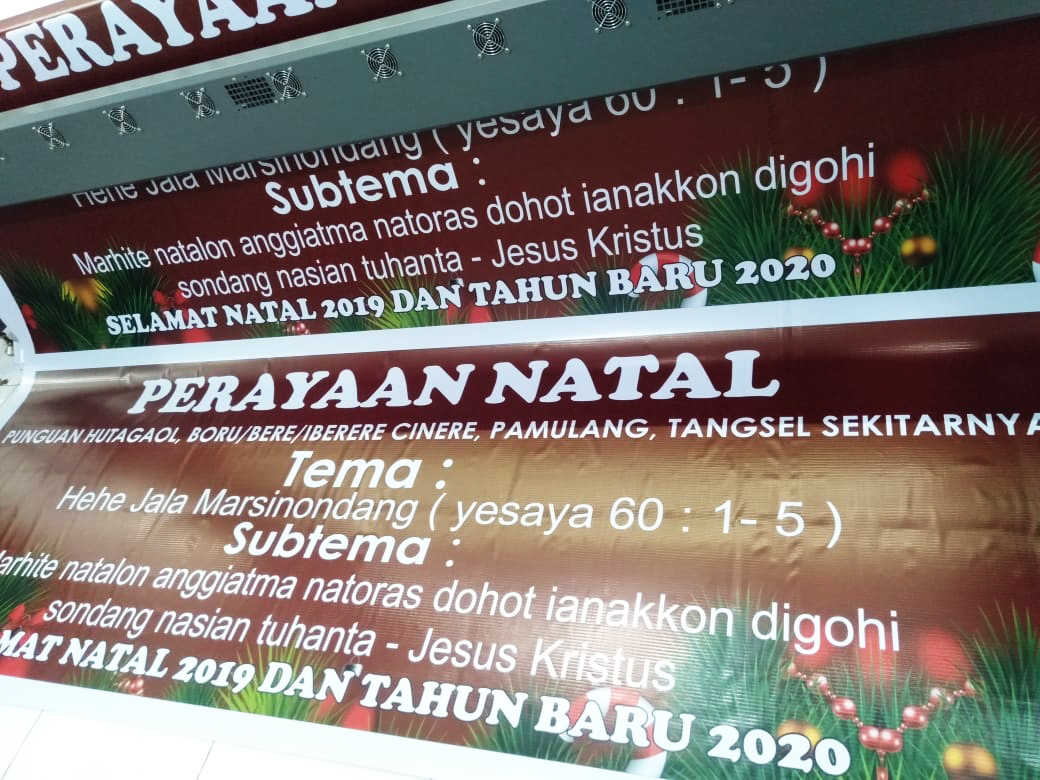 PERAYAAN
Hehe Jala Marsinondang ( yesaya 60 : 1- 5 )
Subtema :
Marhite natalon anggiatma natoras dohot ianakkon digohi
sondang nasian tuhanta - Jesus Kristus
SELAMAT NATAL 2019 DAN TAHUN BARU 2020
PERAYAAN NATAL
PUNGUAN HUTAGAOL, BORU/BERE/IBERERE CINERE, PAMULANG, TANGSEL SEKITARNYA
Tema :
Hehe Jala Marsinondang ( yesaya 60 : 1- 5 )
Subtema :
Marhite natalon anggiatma natoras dohot ianakkon digohi
sondang nasian tuhanta - Jesus Kristus
MAT NATAL 2019 DAN TAHUN BARU 2020